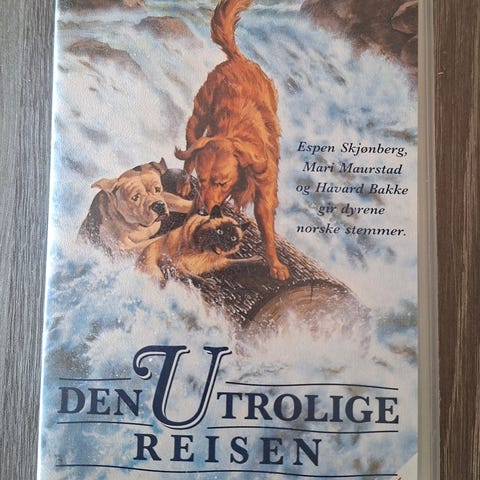 Espen Skjønberg,
Mari Maurstad
og Håvard Bakke
gir dyrene
norske stemmer.
DEN UTROLIGE
REISEN